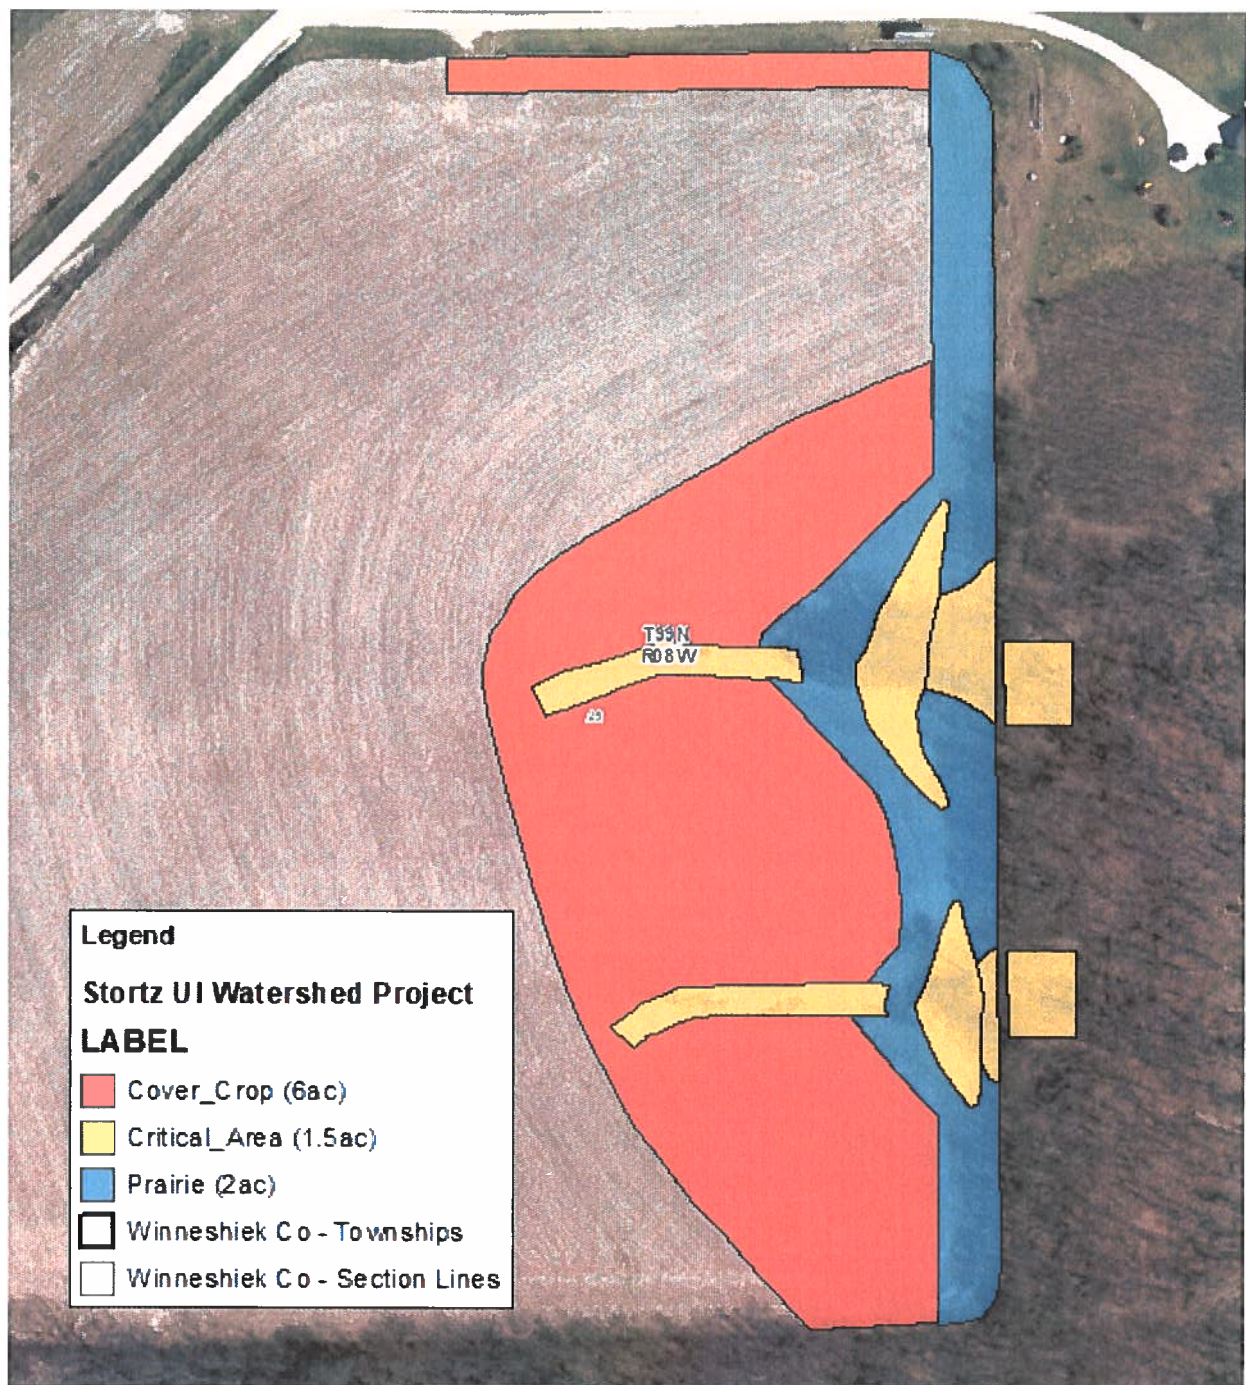 T99N
R08W
29
Legend
Stortz UI Watershed Project
LABEL
Cover_Crop (6ac)
Critical_Area (1.5ac)
Prairie (2ac)
Winneshiek Co - Townships
Winneshiek Co - Section Lines